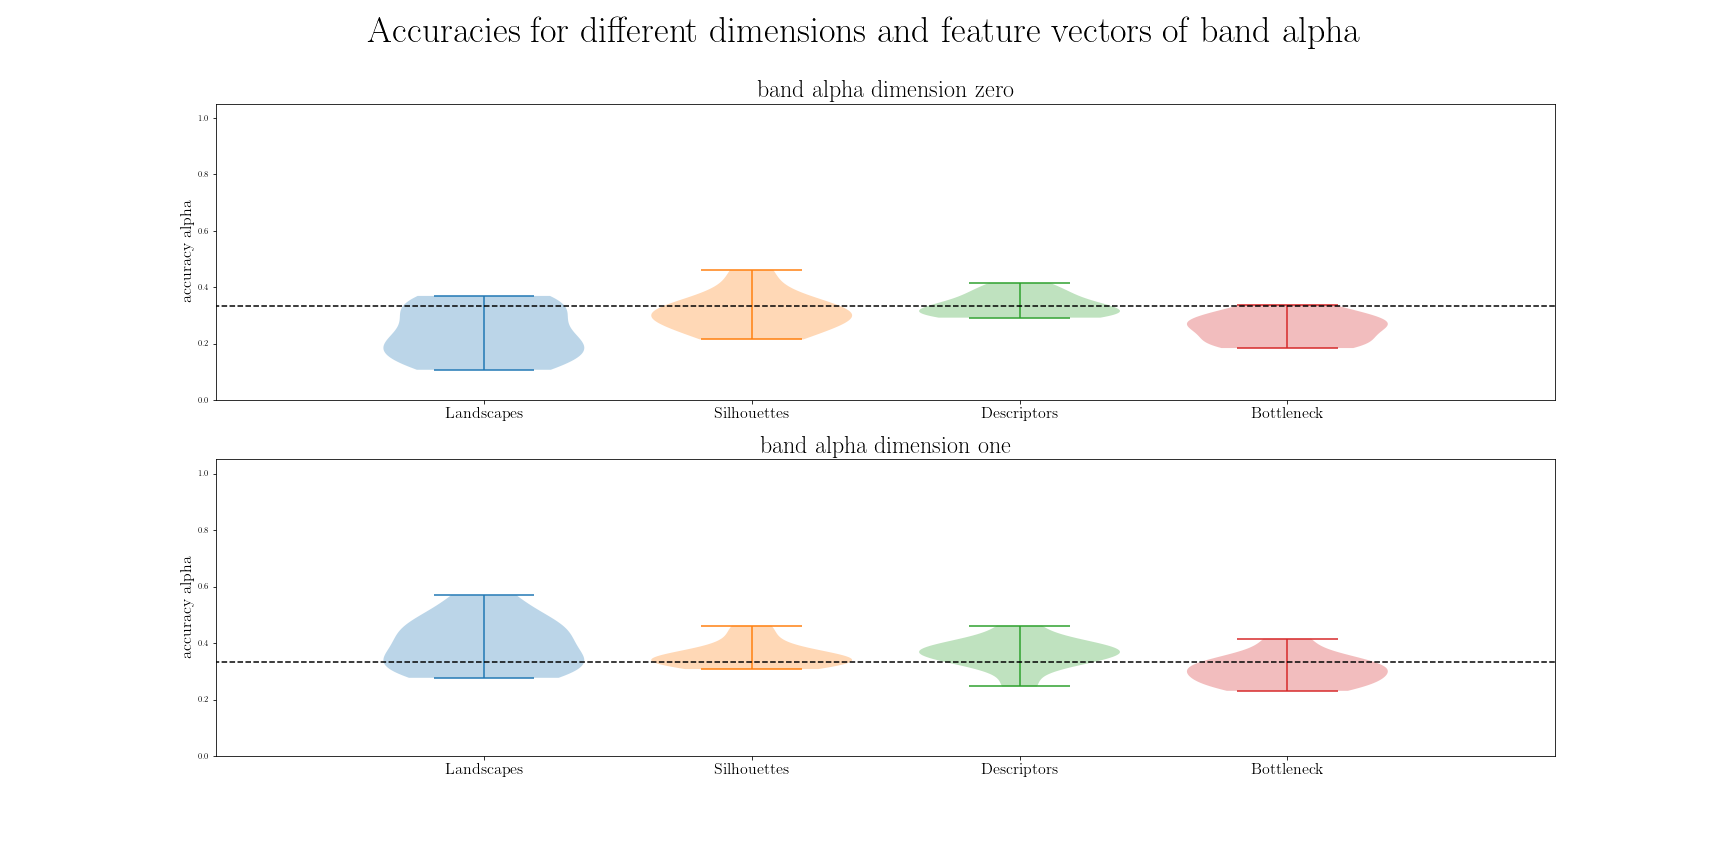 Accuracies for different dimensions and feature vectors of band alpha
band alpha dimension zero
accuracy alpha
1.0
0.8
0.6
0.4
0.2
0.0
Landscapes Silhouettes Descriptors Bottleneck
band alpha dimension one
accuracy alpha
1.0
0.8
0.6
0.4
0.2
0.0
Landscapes Silhouettes Descriptors Bottleneck